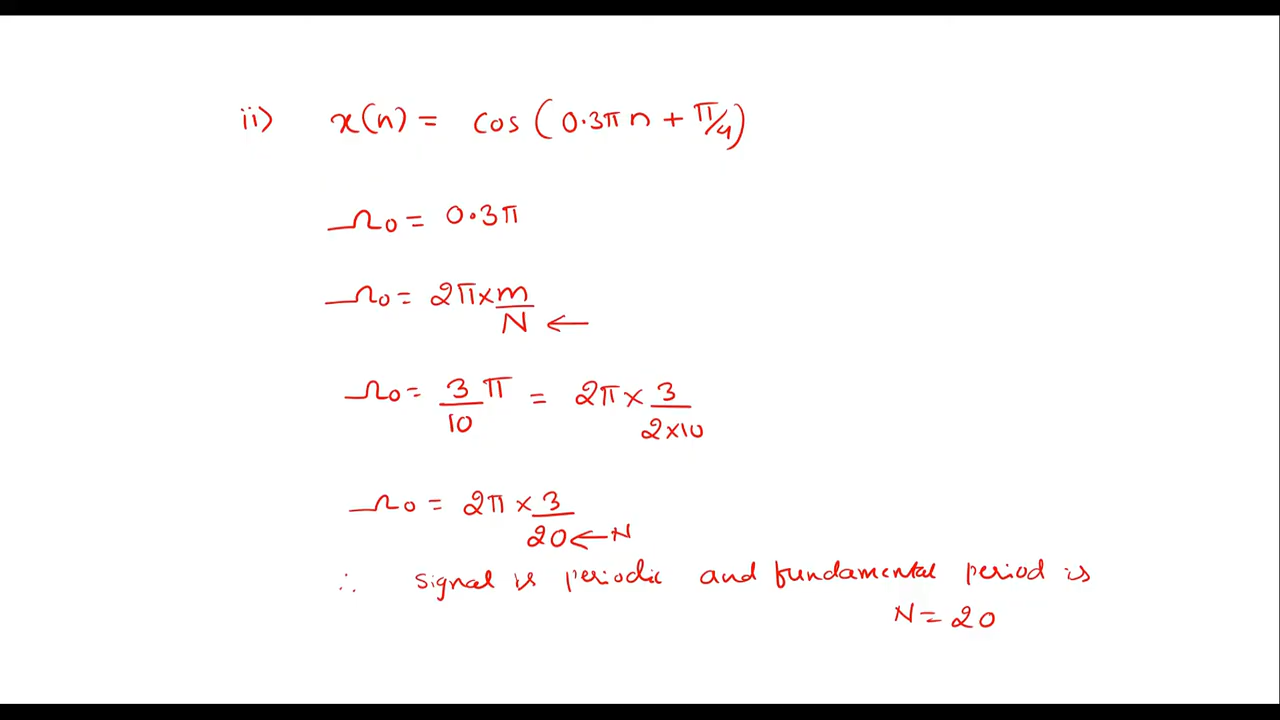 ii) x(n) = cos (0.3πn + π/4)
Ω0 = 0.3π
Ω0 = 2π × m/N ←
Ω0 = 3/10 π = 2π × 3/2×10
Ω0 = 2π × 3/20 ← N
∴ signal is periodic and fundamental period is
N = 20